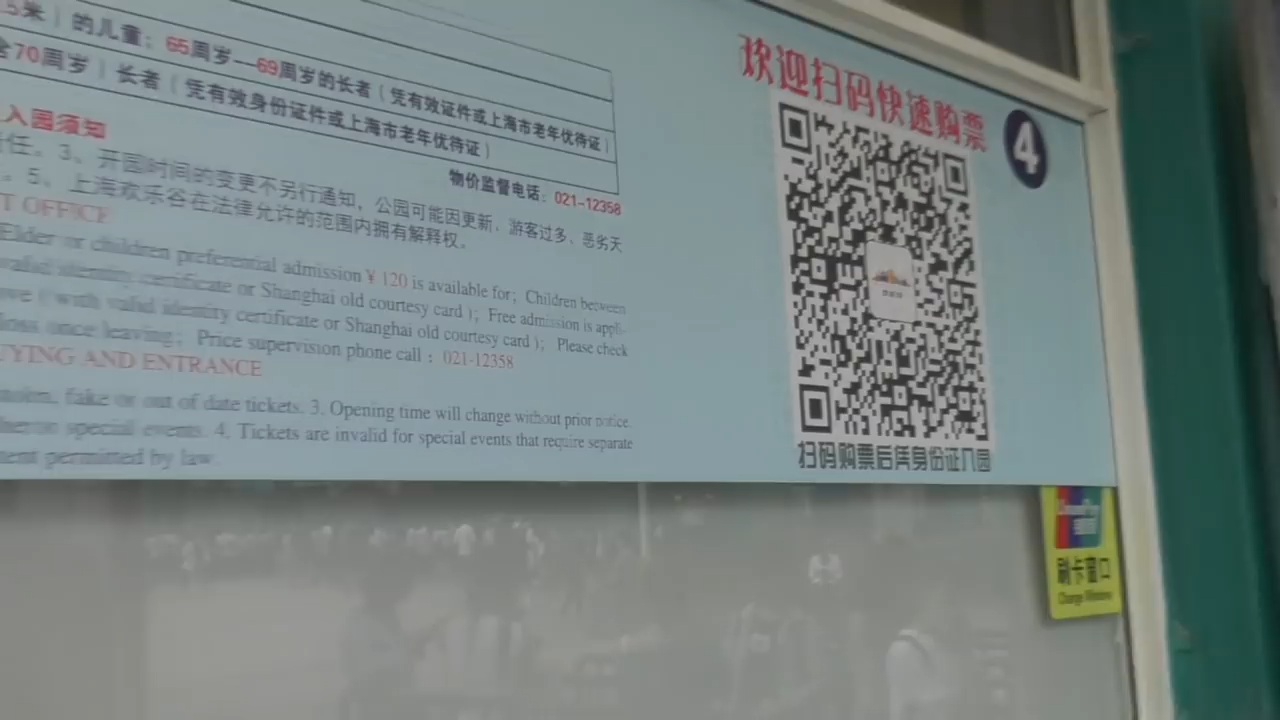 5米）的儿童；65周岁—69周岁的长者（凭有效证件或上海市老年优待证）
含70周岁）长者（凭有效身份证件或上海市老年优待证）
物价监督电话：021-12358
入园须知
责任。3、开园时间的变更不另行通知，公园可能因更新、游客过多、恶劣天
。5、上海欢乐谷在法律允许的范围内拥有解释权。
T OFFICE
Elder or children preferential admission ¥ 120 is available for；Children between
valid identity certificate or Shanghai old courtesy card）；Free admission is appli-
ove（with valid identity certificate or Shanghai old courtesy card）；Please check
loss once leaving；Price supervision phone call：021-12358
UYING AND ENTRANCE
fake or out of date tickets. 3. Opening time will change without prior notice.
special events. 4. Tickets are invalid for special events that require separate
ment permitted by law.
欢迎扫码快速购票
4
扫码购票后凭身份证入园
刷卡窗口